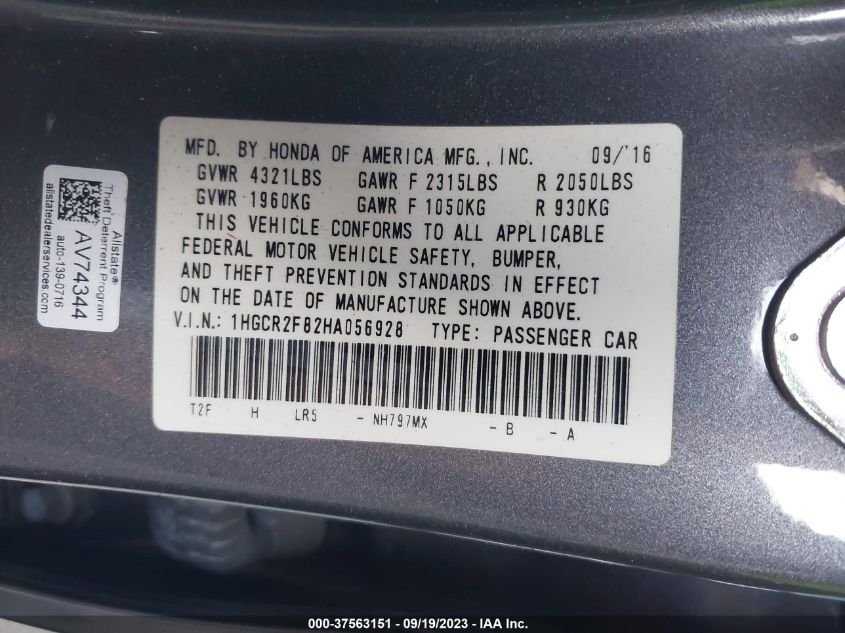 MFD. BY HONDA OF AMERICA MFG., INC. 09/'16
GVWR 4321LBS GAWR F 2315LBS R 2050LBS
GVWR 1960KG GAWR F 1050KG R 930KG
THIS VEHICLE CONFORMS TO ALL APPLICABLE
FEDERAL MOTOR VEHICLE SAFETY, BUMPER,
AND THEFT PREVENTION STANDARDS IN EFFECT
ON THE DATE OF MANUFACTURE SHOWN ABOVE.
V.I.N.: 1HGCR2F82HA056928 TYPE: PASSENGER CAR
T2F H LR5 - NH797MX - B - A
Allstate®
Theft Deterrent Program
AV74344
auto-139-0716
allstatedealerservices.com
000-37563151 - 09/19/2023 - IAA Inc.